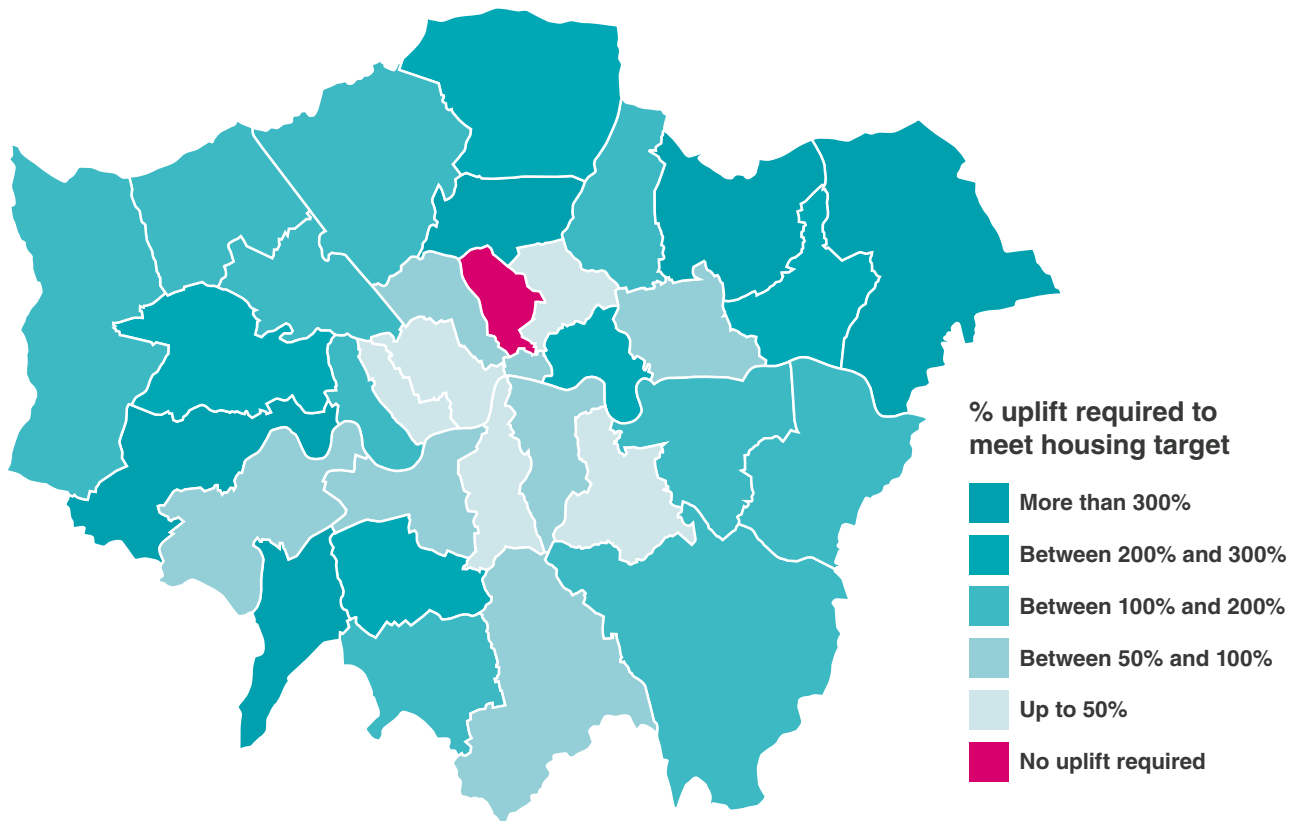 % uplift required to
meet housing target
More than 300%
Between 200% and 300%
Between 100% and 200%
Between 50% and 100%
Up to 50%
No uplift required